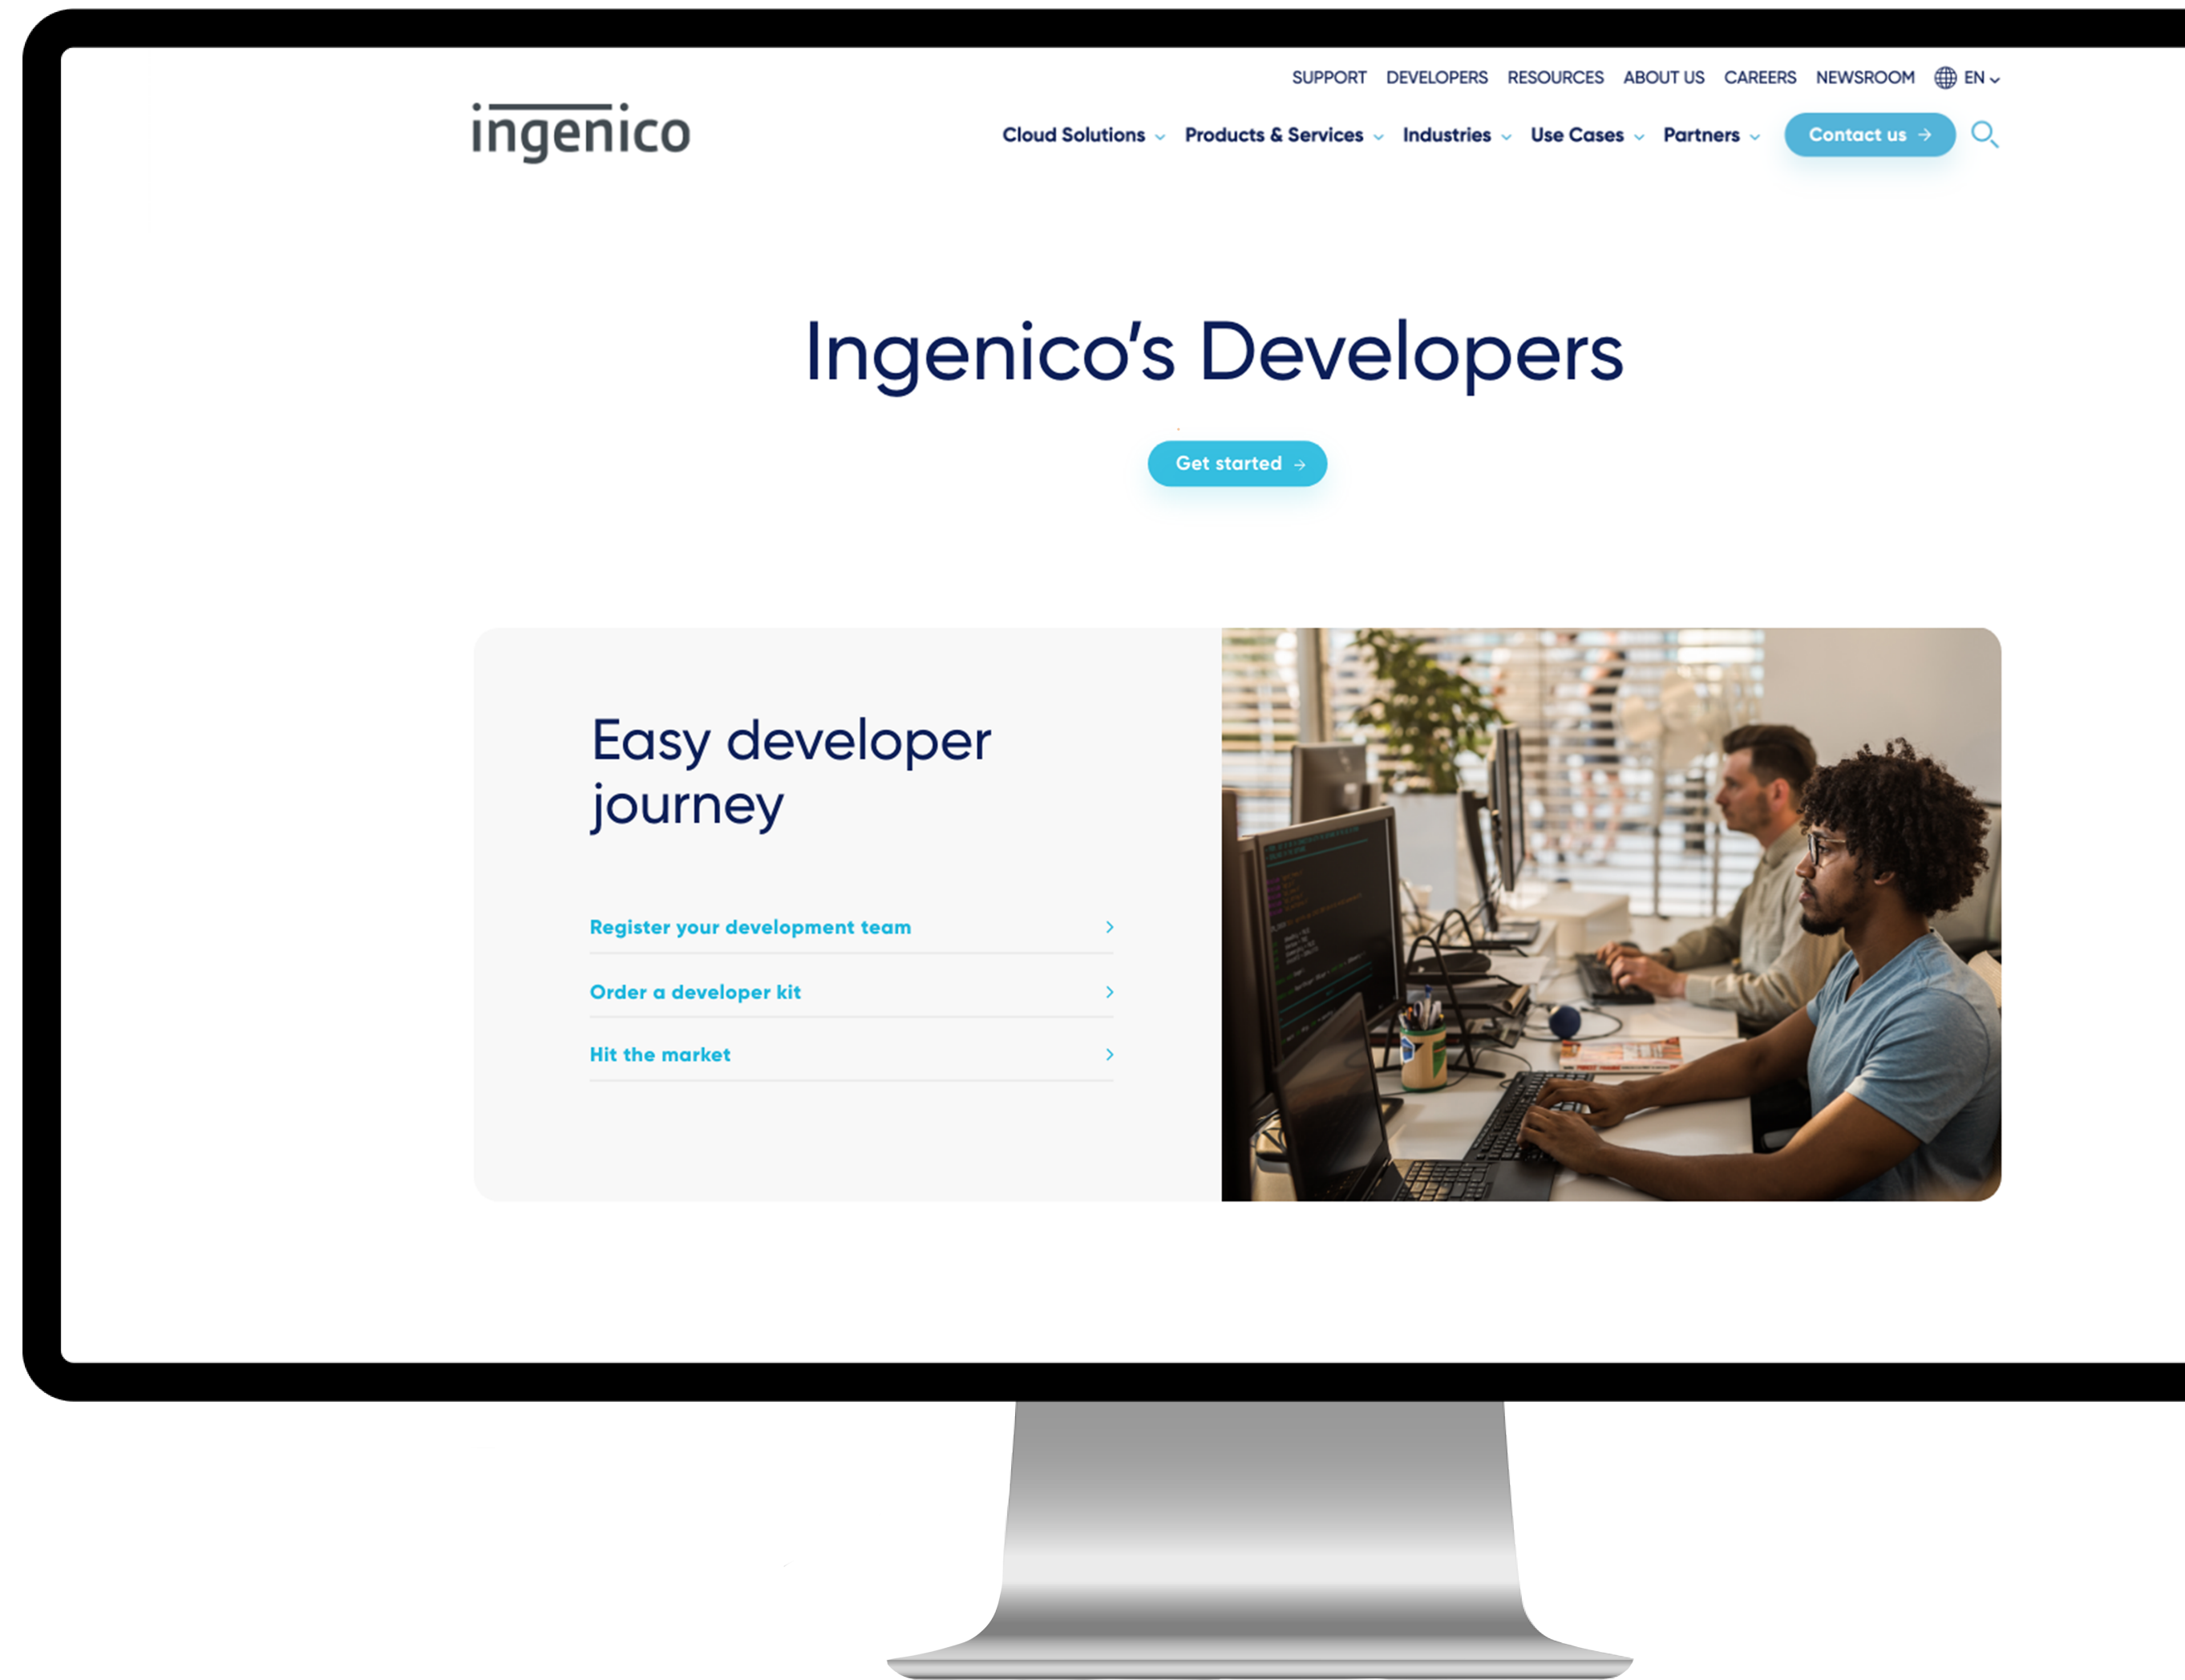 SUPPORT DEVELOPERS RESOURCES ABOUT US CAREERS NEWSROOM EN
ingenico
Cloud Solutions Products & Services Industries Use Cases Partners Contact us
Ingenico's Developers
Get started
Easy developer
journey
Register your development team
Order a developer kit
Hit the market